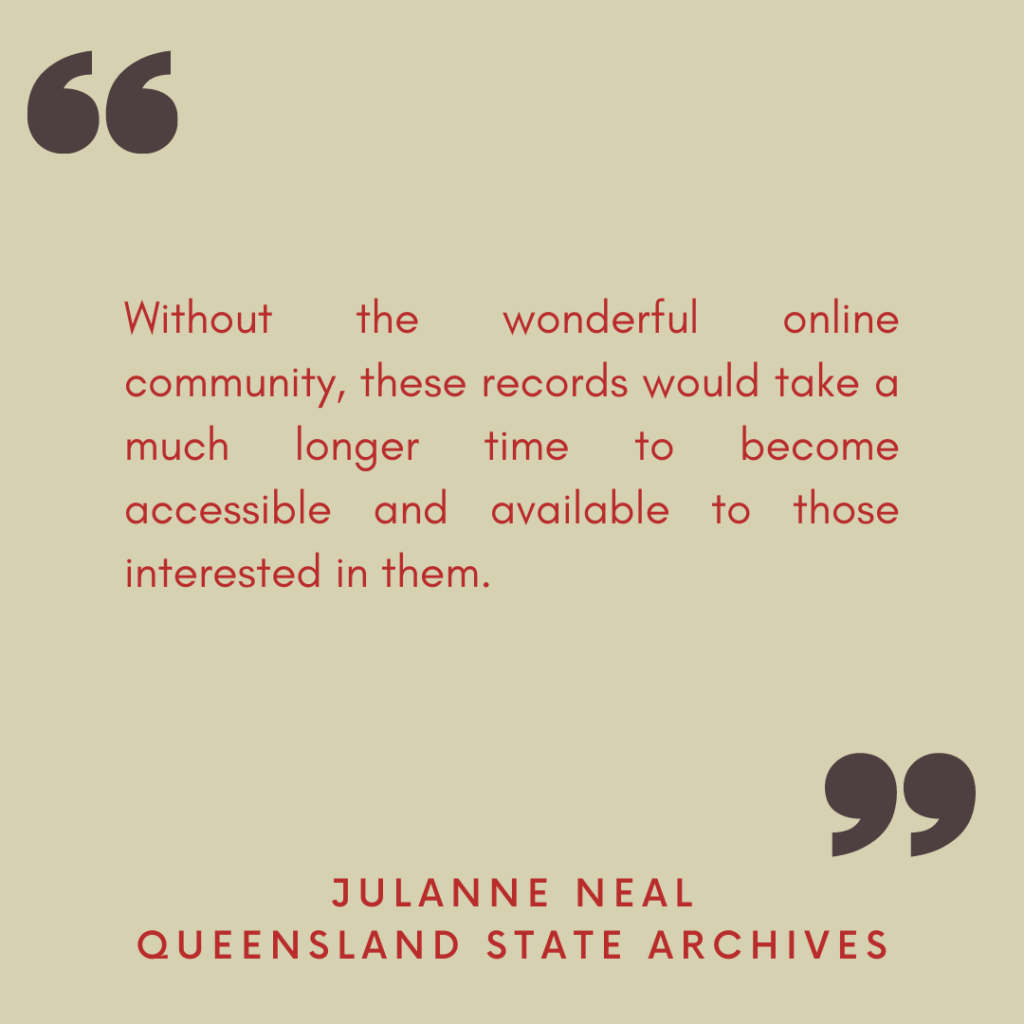 “
Without the wonderful online
community, these records would take a
much longer time to become
accessible and available to those
interested in them.
”
JULANNE NEAL
QUEENSLAND STATE ARCHIVES